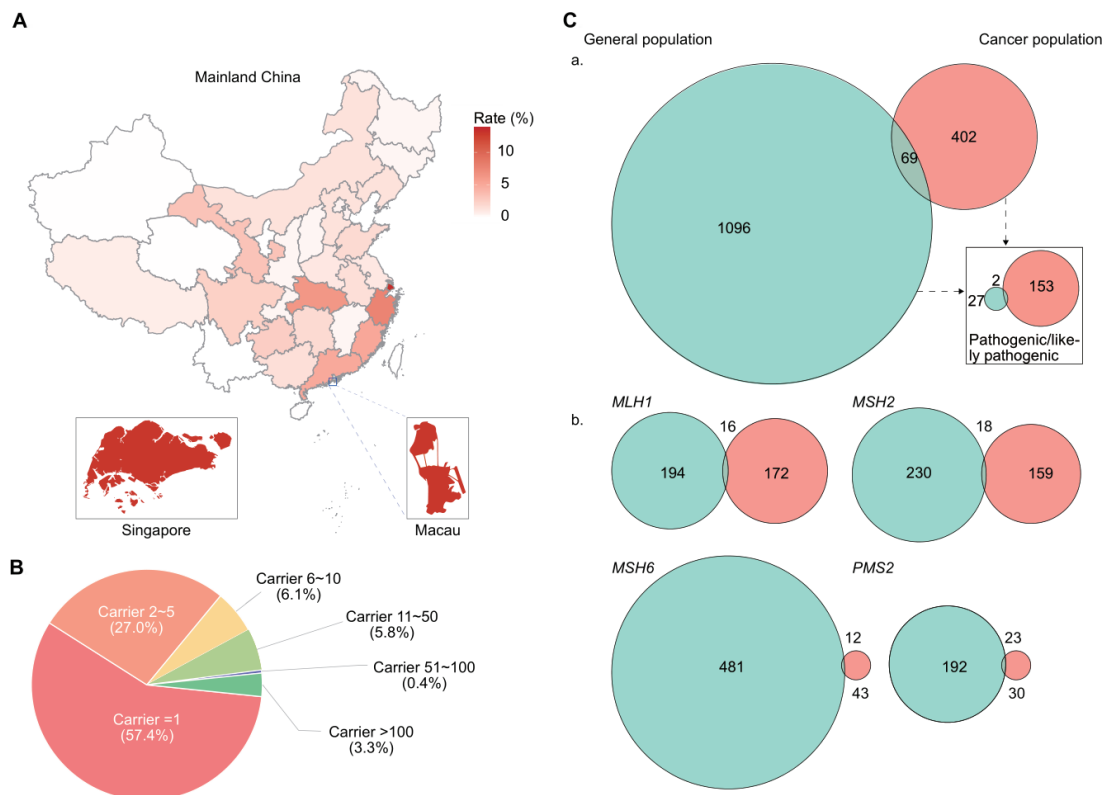 A
Mainland China
Rate (%)
10
5
0
Singapore
Macau
B
Carrier 2~5
(27.0%)
Carrier 6~10
(6.1%)
Carrier 11~50
(5.8%)
Carrier 51~100
(0.4%)
Carrier >100
(3.3%)
Carrier =1
(57.4%)
C
General population
Cancer population
a.
402
69
1096
2
153
27
Pathogenic/like-
ly pathogenic
b.
MLH1
16
194
172
MSH2
18
230
159
MSH6
12
481
43
PMS2
23
192
30